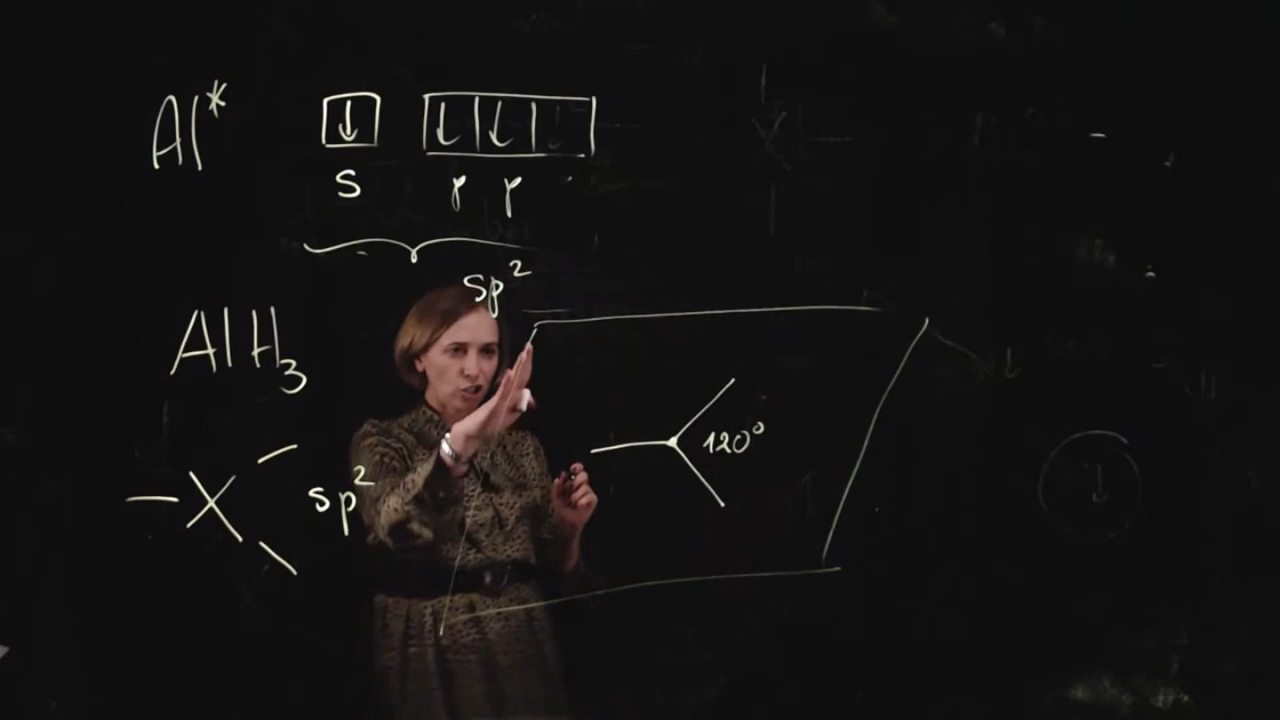 Al* ↓ ↓ ↓
s p p
sp²
AlH₃
120°
– X sp²